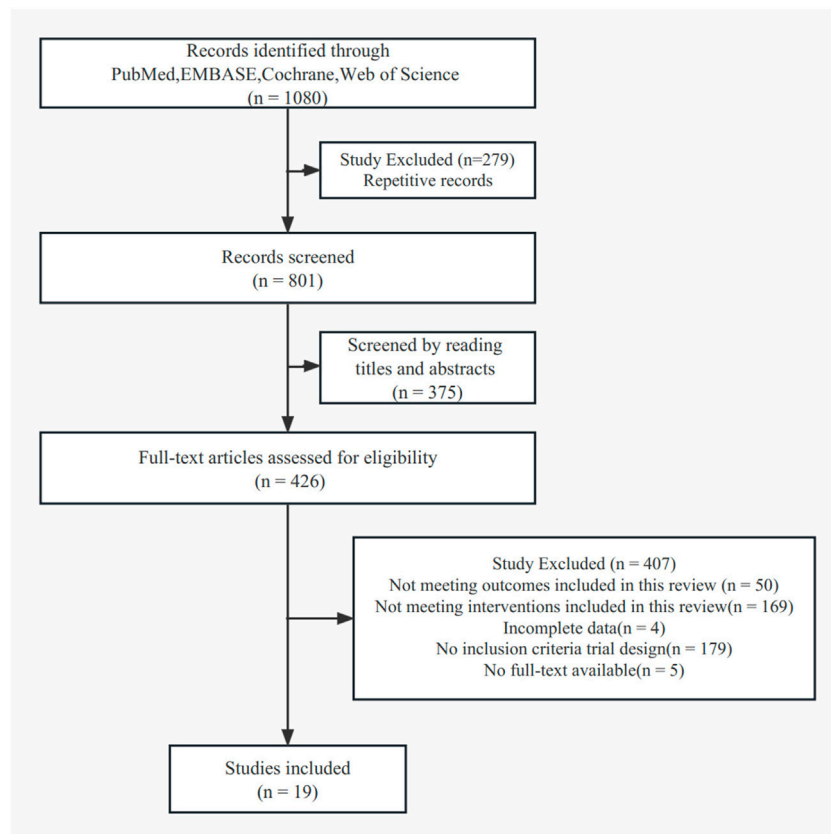 Records identified through
PubMed,EMBASE,Cochrane,Web of Science
(n = 1080)
Study Excluded (n=279)
Repetitive records
Records screened
(n = 801)
Screened by reading
titles and abstracts
(n = 375)
Full-text articles assessed for eligibility
(n = 426)
Study Excluded (n = 407)
Not meeting outcomes included in this review (n = 50)
Not meeting interventions included in this review(n = 169)
Incomplete data(n = 4)
No inclusion criteria trial design(n = 179)
No full-text available(n = 5)
Studies included
(n = 19)